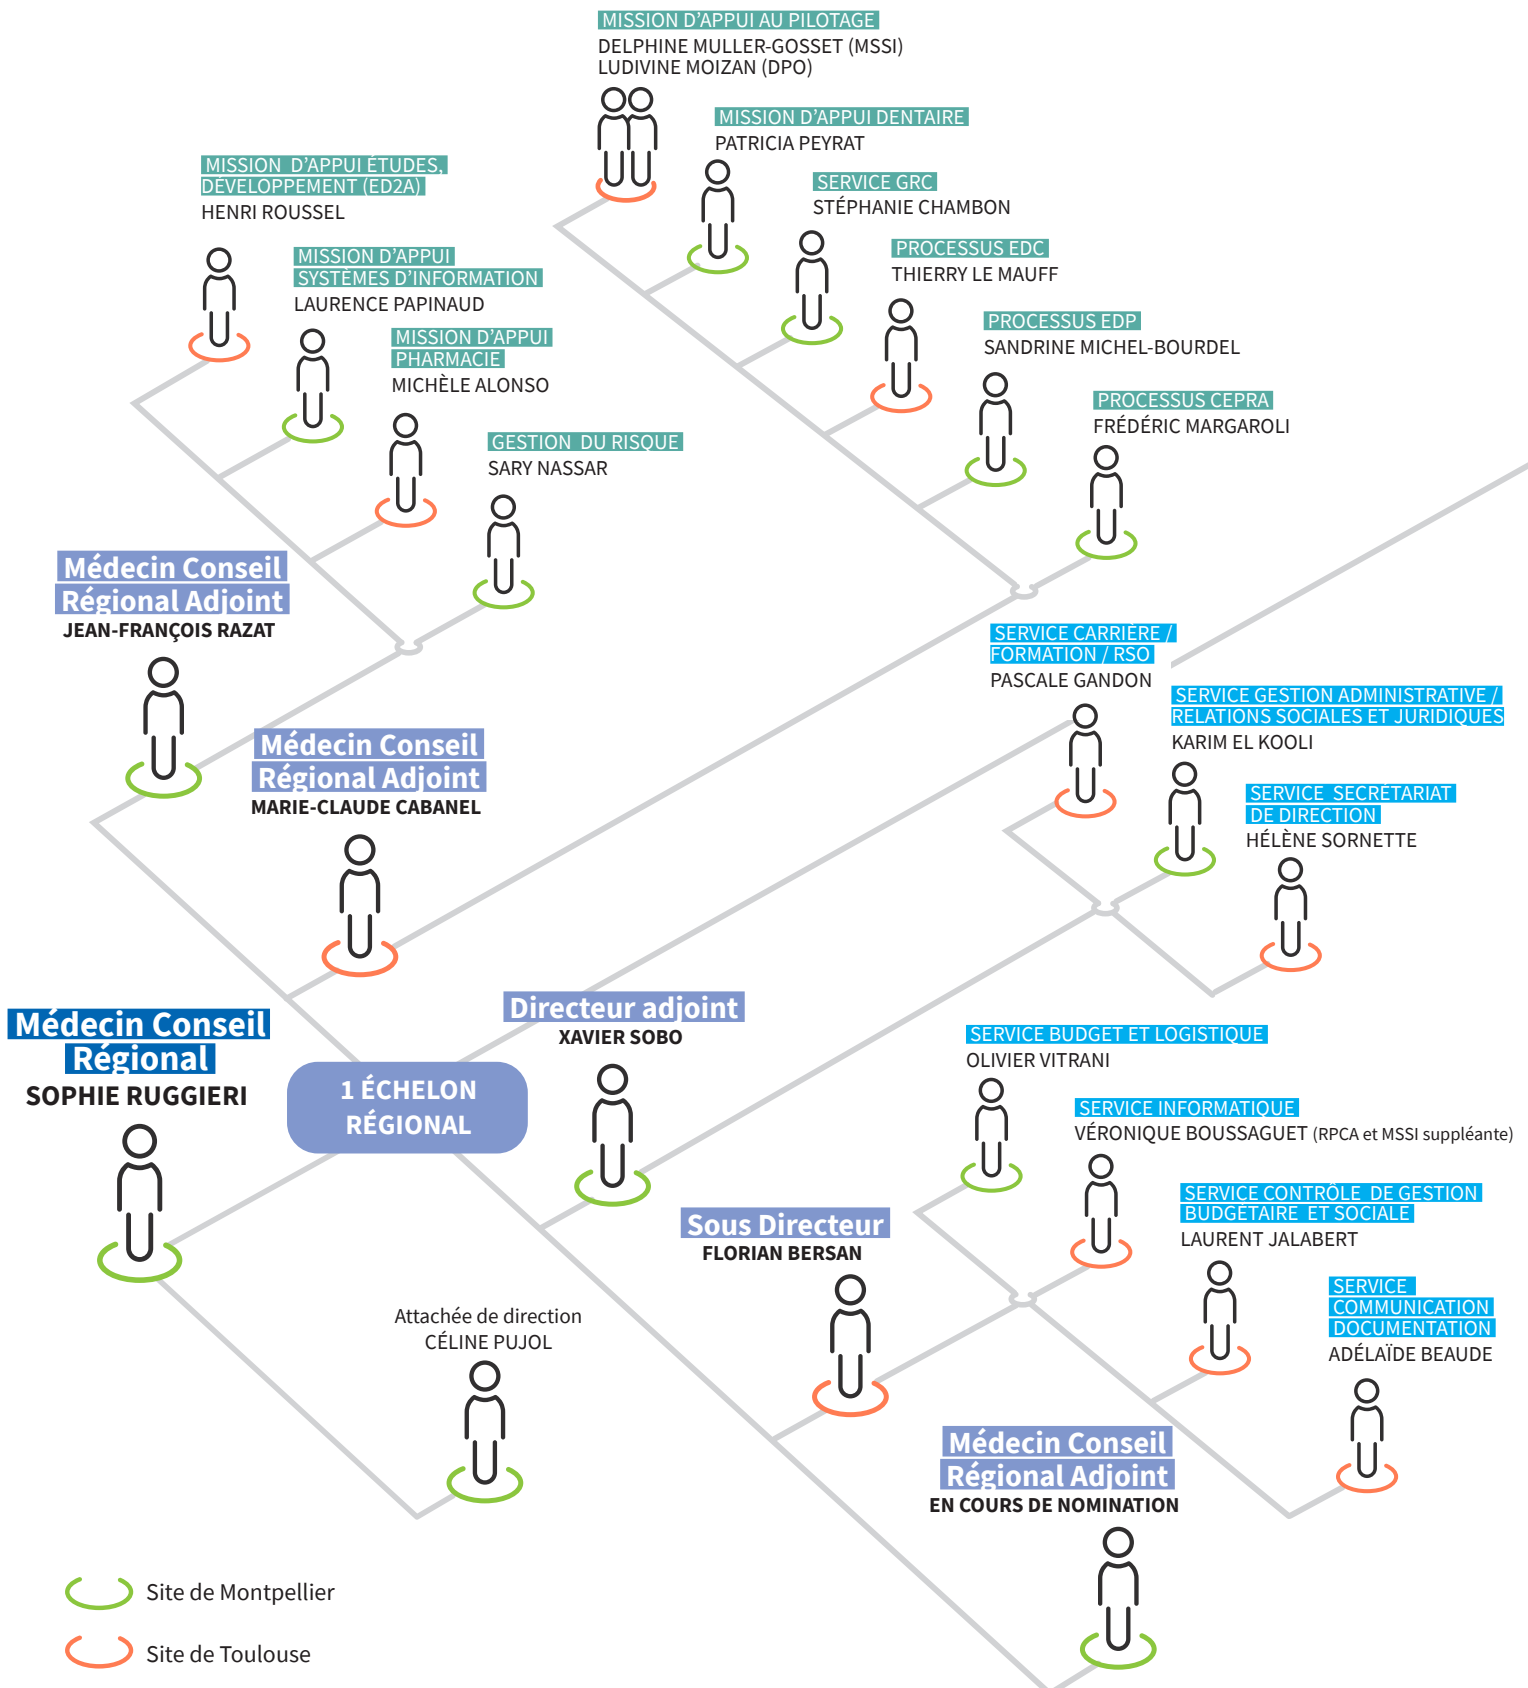 MISSION D'APPUI AU PILOTAGE
DELPHINE MULLER-GOSSET (MSSI)
LUDIVINE MOIZAN (DPO)
MISSION D'APPUI DENTAIRE
PATRICIA PEYRAT
MISSION D'APPUI ÉTUDES,
DÉVELOPPEMENT (ED2A)
HENRI ROUSSEL
SERVICE GRC
STÉPHANIE CHAMBON
MISSION D'APPUI
SYSTÈMES D'INFORMATION
LAURENCE PAPINAUD
PROCESSUS EDC
THIERRY LE MAUFF
MISSION D'APPUI
PHARMACIE
MICHÈLE ALONSO
PROCESSUS EDP
SANDRINE MICHEL-BOURDEL
GESTION DU RISQUE
SARY NASSAR
PROCESSUS CEPRA
FRÉDÉRIC MARGAROLI
Médecin Conseil
Régional Adjoint
JEAN-FRANÇOIS RAZAT
SERVICE CARRIÈRE /
FORMATION / RSO
PASCALE GANDON
SERVICE GESTION ADMINISTRATIVE /
RELATIONS SOCIALES ET JURIDIQUES
KARIM EL KOOLI
Médecin Conseil
Régional Adjoint
MARIE-CLAUDE CABANEL
SERVICE SECRÉTARIAT
DE DIRECTION
HÉLÈNE SORNETTE
Médecin Conseil
Régional
SOPHIE RUGGIERI
Directeur adjoint
XAVIER SOBO
1 ÉCHELON
RÉGIONAL
SERVICE BUDGET ET LOGISTIQUE
OLIVIER VITRANI
SERVICE INFORMATIQUE
VÉRONIQUE BOUSSAGUET (RPCA et MSSI suppléante)
SERVICE CONTRÔLE DE GESTION
BUDGÉTAIRE ET SOCIALE
LAURENT JALABERT
Sous Directeur
FLORIAN BERSAN
SERVICE
COMMUNICATION
DOCUMENTATION
ADÉLAÏDE BEAUDE
Attachée de direction
CÉLINE PUJOL
Médecin Conseil
Régional Adjoint
EN COURS DE NOMINATION
Site de Montpellier
Site de Toulouse